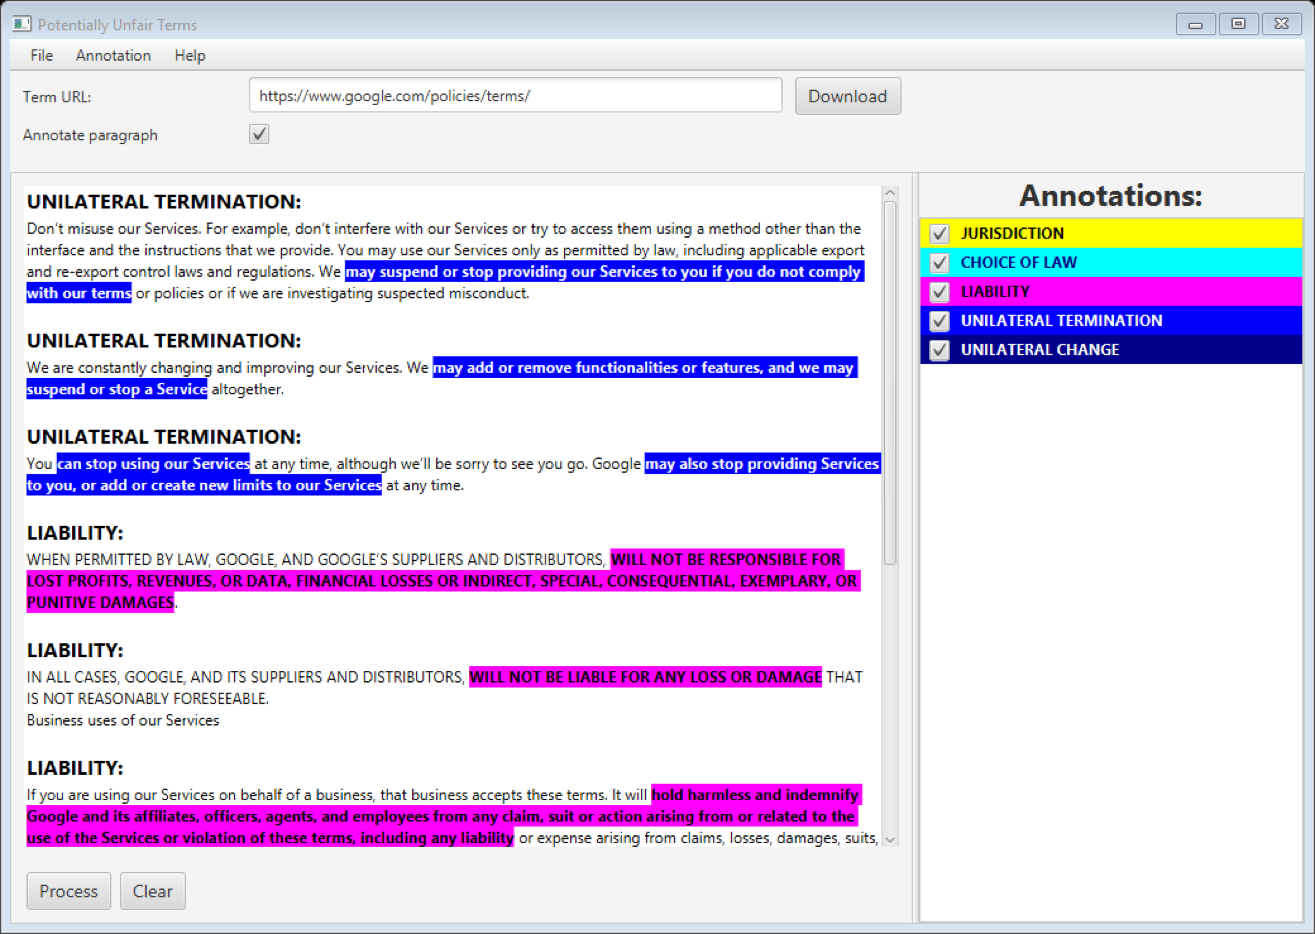 Potentially Unfair Terms
File Annotation Help
Term URL: https://www.google.com/policies/terms/ Download
Annotate paragraph
UNILATERAL TERMINATION:
Don't misuse our Services. For example, don't interfere with our Services or try to access them using a method other than the
interface and the instructions that we provide. You may use our Services only as permitted by law, including applicable export
and re-export control laws and regulations. We may suspend or stop providing our Services to you if you do not comply
with our terms or policies or if we are investigating suspected misconduct.
UNILATERAL TERMINATION:
We are constantly changing and improving our Services. We may add or remove functionalities or features, and we may
suspend or stop a Service altogether.
UNILATERAL TERMINATION:
You can stop using our Services at any time, although we'll be sorry to see you go. Google may also stop providing Services
to you, or add or create new limits to our Services at any time.
LIABILITY:
WHEN PERMITTED BY LAW, GOOGLE, AND GOOGLE'S SUPPLIERS AND DISTRIBUTORS, WILL NOT BE RESPONSIBLE FOR
LOST PROFITS, REVENUES, OR DATA, FINANCIAL LOSSES OR INDIRECT, SPECIAL, CONSEQUENTIAL, EXEMPLARY, OR
PUNITIVE DAMAGES.
LIABILITY:
IN ALL CASES, GOOGLE, AND ITS SUPPLIERS AND DISTRIBUTORS, WILL NOT BE LIABLE FOR ANY LOSS OR DAMAGE THAT
IS NOT REASONABLY FORESEEABLE.
Business uses of our Services
LIABILITY:
If you are using our Services on behalf of a business, that business accepts these terms. It will hold harmless and indemnify
Google and its affiliates, officers, agents, and employees from any claim, suit or action arising from or related to the
use of the Services or violation of these terms, including any liability or expense arising from claims, losses, damages, suits,
Process Clear
Annotations:
JURISDICTION
CHOICE OF LAW
LIABILITY
UNILATERAL TERMINATION
UNILATERAL CHANGE